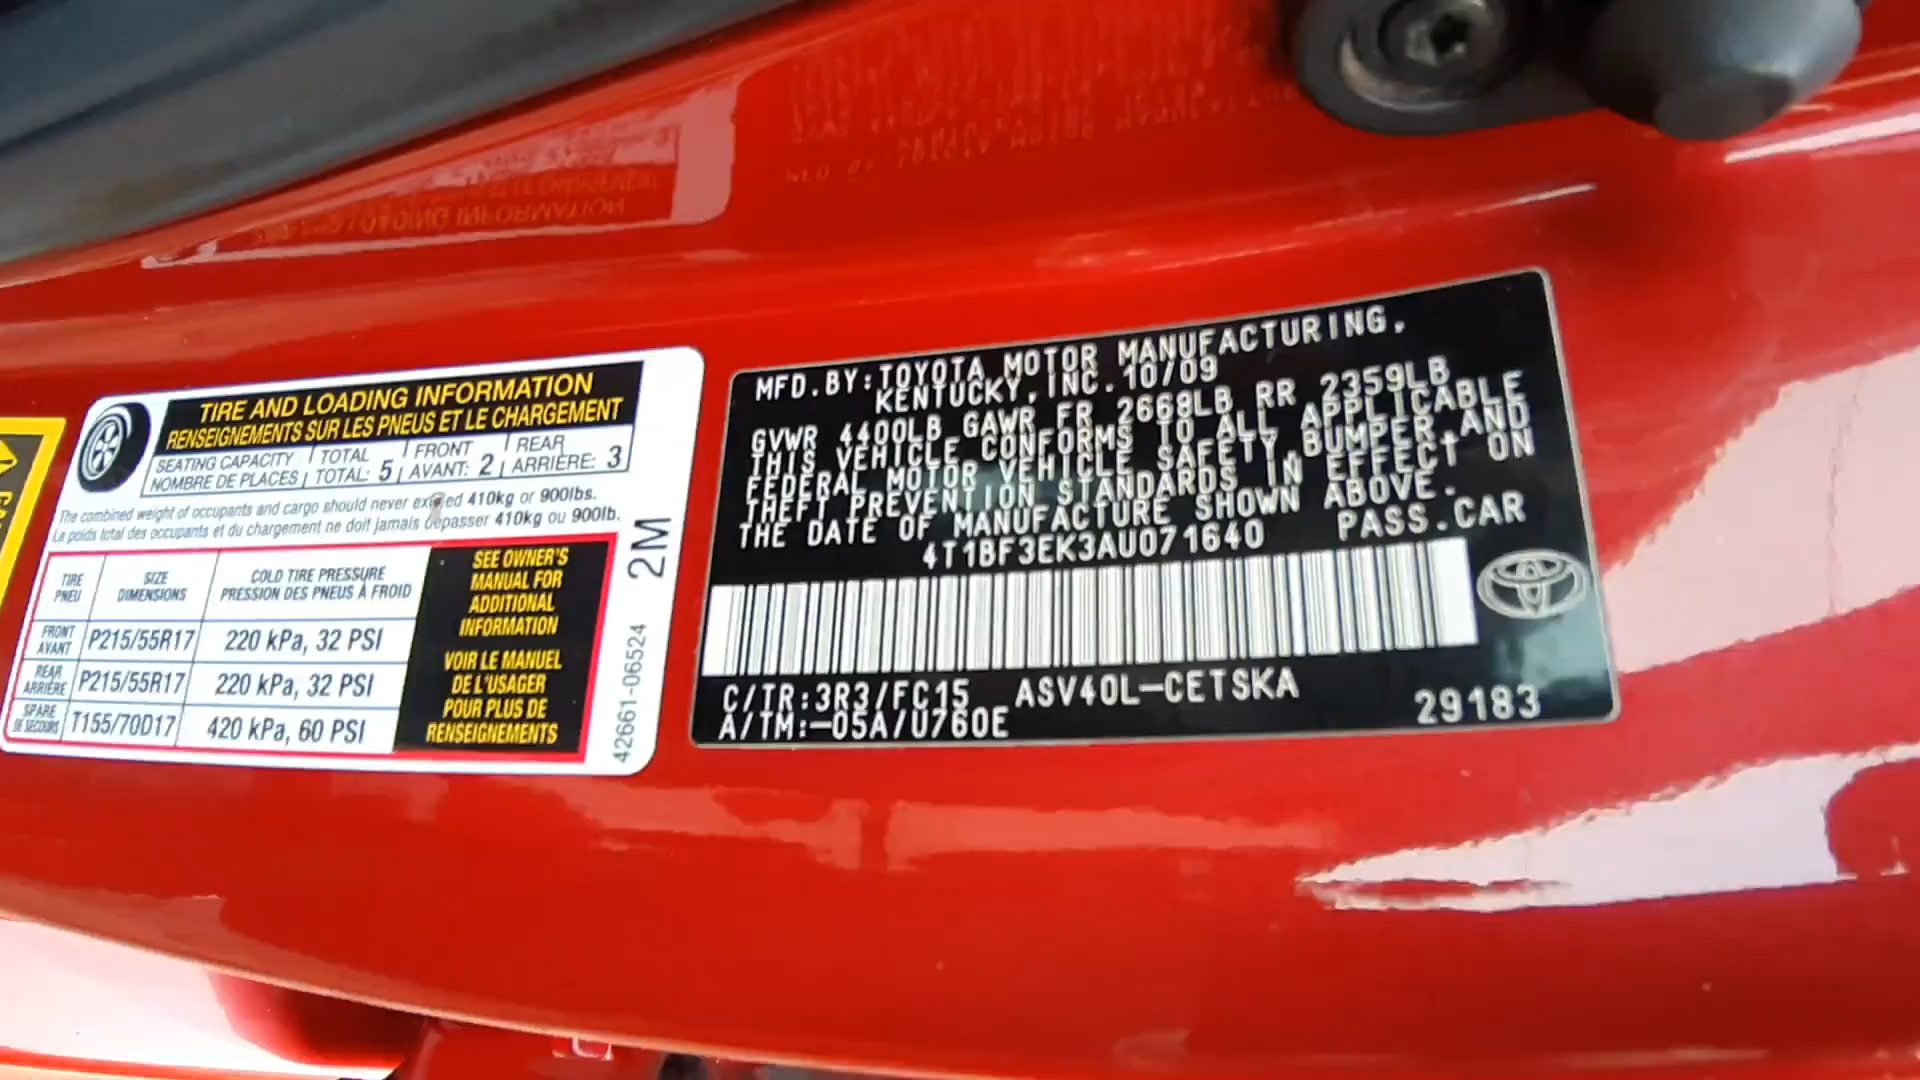 TIRE AND LOADING INFORMATION
RENSEIGNEMENTS SUR LES PNEUS ET LE CHARGEMENT
SEATING CAPACITY TOTAL FRONT REAR
NOMBRE DE PLACES TOTAL: 5 AVANT: 2 ARRIÈRE: 3
The combined weight of occupants and cargo should never exceed 410kg or 900lbs.
Le poids total des occupants et du chargement ne doit jamais dépasser 410kg ou 900lb.
TIRE SIZE COLD TIRE PRESSURE
PNEU DIMENSIONS PRESSION DES PNEUS À FROID
FRONT
AVANT P215/55R17 220 kPa, 32 PSI
REAR
ARRIÈRE P215/55R17 220 kPa, 32 PSI
SPARE
DE SECOURS T155/70D17 420 kPa, 60 PSI
SEE OWNER'S
MANUAL FOR
ADDITIONAL
INFORMATION
VOIR LE MANUEL
DE L'USAGER
POUR PLUS DE
RENSEIGNEMENTS
42661-06524 2M
MFD.BY:TOYOTA MOTOR MANUFACTURING,
KENTUCKY,INC. 10/09
GVWR 4400LB GAWR FR 2668LB RR 2359LB
THIS VEHICLE CONFORMS TO ALL APPLICABLE
FEDERAL MOTOR VEHICLE SAFETY,BUMPER,AND
THEFT PREVENTION STANDARDS IN EFFECT ON
THE DATE OF MANUFACTURE SHOWN ABOVE.
4T1BF3EK3AU071640 PASS.CAR
C/TR:3R3/FC15 ASV40L-CETSKA
A/TM:-05A/U760E 29183